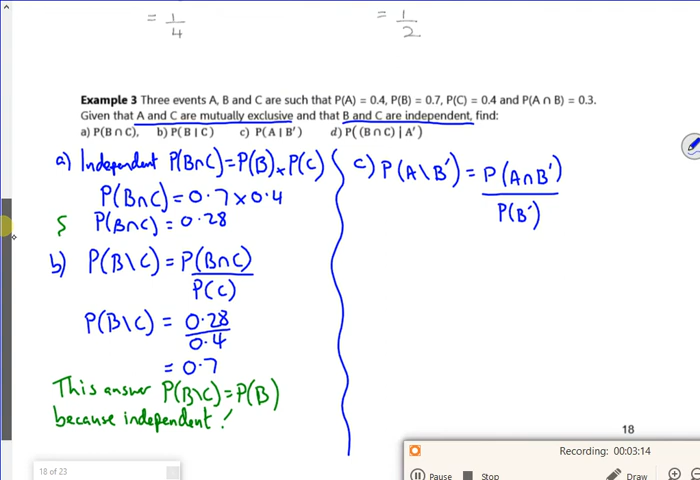 = 1/4
= 1/2
Example 3 Three events A, B and C are such that P(A) = 0.4, P(B) = 0.7, P(C) = 0.4 and P(A ∩ B) = 0.3.
Given that A and C are mutually exclusive and that B and C are independent, find:
a) P(B ∩ C), b) P(B | C) c) P(A | B′) d) P( (B ∩ C) | A′)
a) Independent P(B∩C) = P(B) × P(C)
P(B∩C) = 0.7 × 0.4
P(B∩C) = 0.28
b) P(B\C) = P(B∩C) / P(C)
P(B\C) = 0.28 / 0.4
= 0.7
This answer P(B\C) = P(B)
because independent!
c) P(A\B′) = P(A∩B′) / P(B′)
18
18 of 23
Recording: 00:03:14
Pause Stop Draw